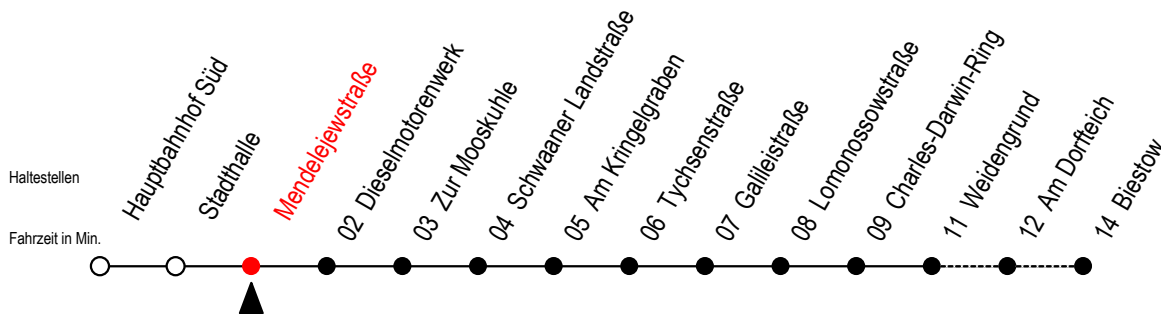 Haltestellen
Fahrzeit in Min.
Hauptbahnhof Süd
Stadthalle
Mendelejewstraße
02 Dieselmotorenwerk
03 Zur Mooskuhle
04 Schwaaner Landstraße
05 Am Kringelgraben
06 Tychsenstraße
07 Galileistraße
08 Lomonossowstraße
09 Charles-Darwin-Ring
11 Weidengrund
12 Am Dorfteich
14 Biestow